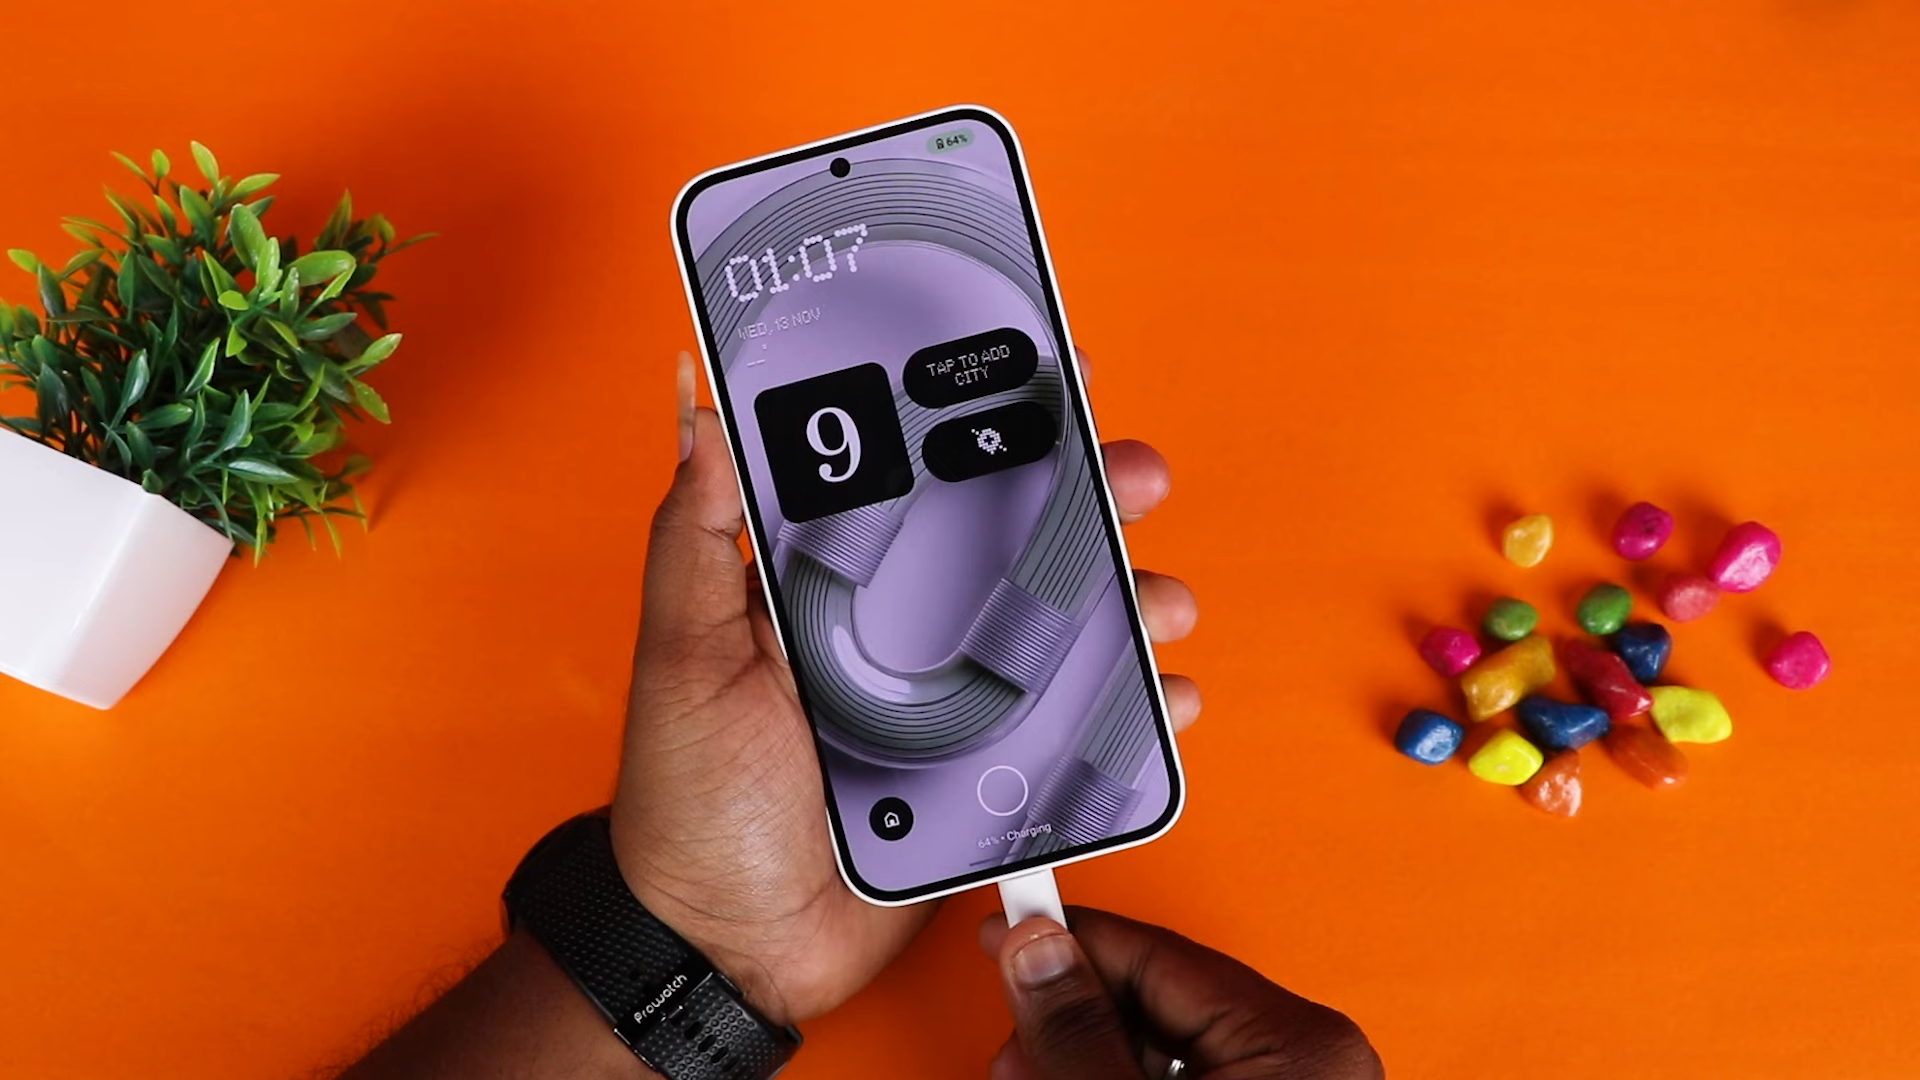 64%
01:07
WED, 13 NOV
TAP TO ADD
CITY
9
64% • Charging
Prowatch